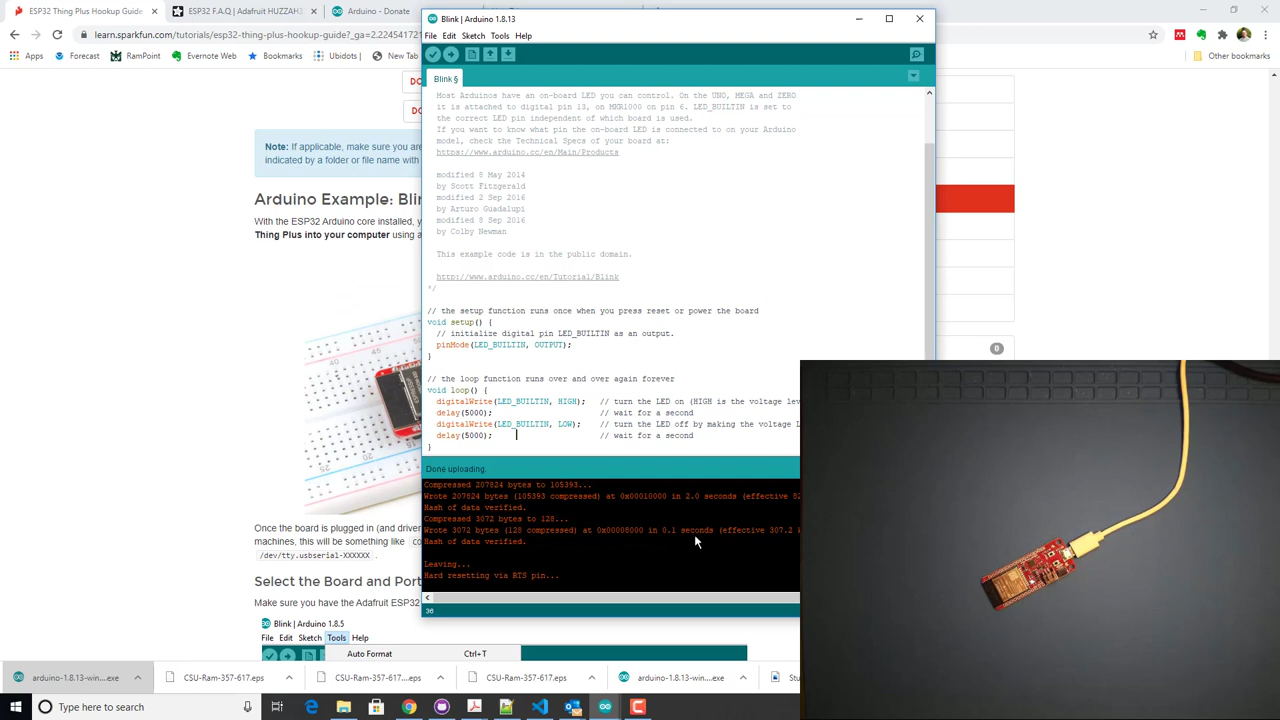 ESP32 Thing Plus Hookup Guide
ESP32 F.A.Q | Adafruit HUZZAH3
Arduino - Donate
Blink | Arduino 1.8.13
learn.sparkfun.com/tutorials/esp32-thing-plus-hookup-guide?_ga=2.224541721
Apps
Freecam
RamPoint
Evernote Web
Ubidots
Bookmarks
Other bookmarks
File Edit Sketch Tools Help
Blink §
Most Arduinos have an on-board LED you can control. On the UNO, MEGA and ZERO
it is attached to digital pin 13, on MKR1000 on pin 6. LED_BUILTIN is set to
the correct LED pin independent of which board is used.
If you want to know what pin the on-board LED is connected to on your Arduino
model, check the Technical Specs of your board at:
https://www.arduino.cc/en/Main/Products
modified 8 May 2014
by Scott Fitzgerald
modified 2 Sep 2016
by Arturo Guadalupi
modified 8 Sep 2016
by Colby Newman
This example code is in the public domain.
http://www.arduino.cc/en/Tutorial/Blink
*/
// the setup function runs once when you press reset or power the board
void setup() {
// initialize digital pin LED_BUILTIN as an output.
pinMode(LED_BUILTIN, OUTPUT);
}
// the loop function runs over and over again forever
void loop() {
digitalWrite(LED_BUILTIN, HIGH); // turn the LED on (HIGH is the voltage lev
delay(5000); // wait for a second
digitalWrite(LED_BUILTIN, LOW); // turn the LED off by making the voltage L
delay(5000); // wait for a second
}
Done uploading.
Compressed 207824 bytes to 105393...
Wrote 207824 bytes (105393 compressed) at 0x00010000 in 2.0 seconds (effective 82
Hash of data verified.
Compressed 3072 bytes to 128...
Wrote 3072 bytes (128 compressed) at 0x00008000 in 0.1 seconds (effective 307.2 k
Hash of data verified.
Leaving...
Hard resetting via RTS pin...
36
DO
DO
Note: If applicable, make sure you are
indicated by a folder or file name with
Arduino Example: Blin
With the ESP32 Arduino core installed, y
Thing Plus into your computer using a
Once the board is plugged in (and driver
number, this will be something like co
/dev/tty.usbserial-XXXXXX .
Select the Board and Port
Make sure you have the Adafruit ESP32
0
Blink | Arduino 1.8.5
File Edit Sketch Tools Help
Auto Format Ctrl+T
arduino-1.8.13-win....exe
CSU-Ram-357-617.eps
CSU-Ram-357-617....eps
CSU-Ram-357-617.eps
arduino-1.8.13-win....exe
Stu
Type here to search